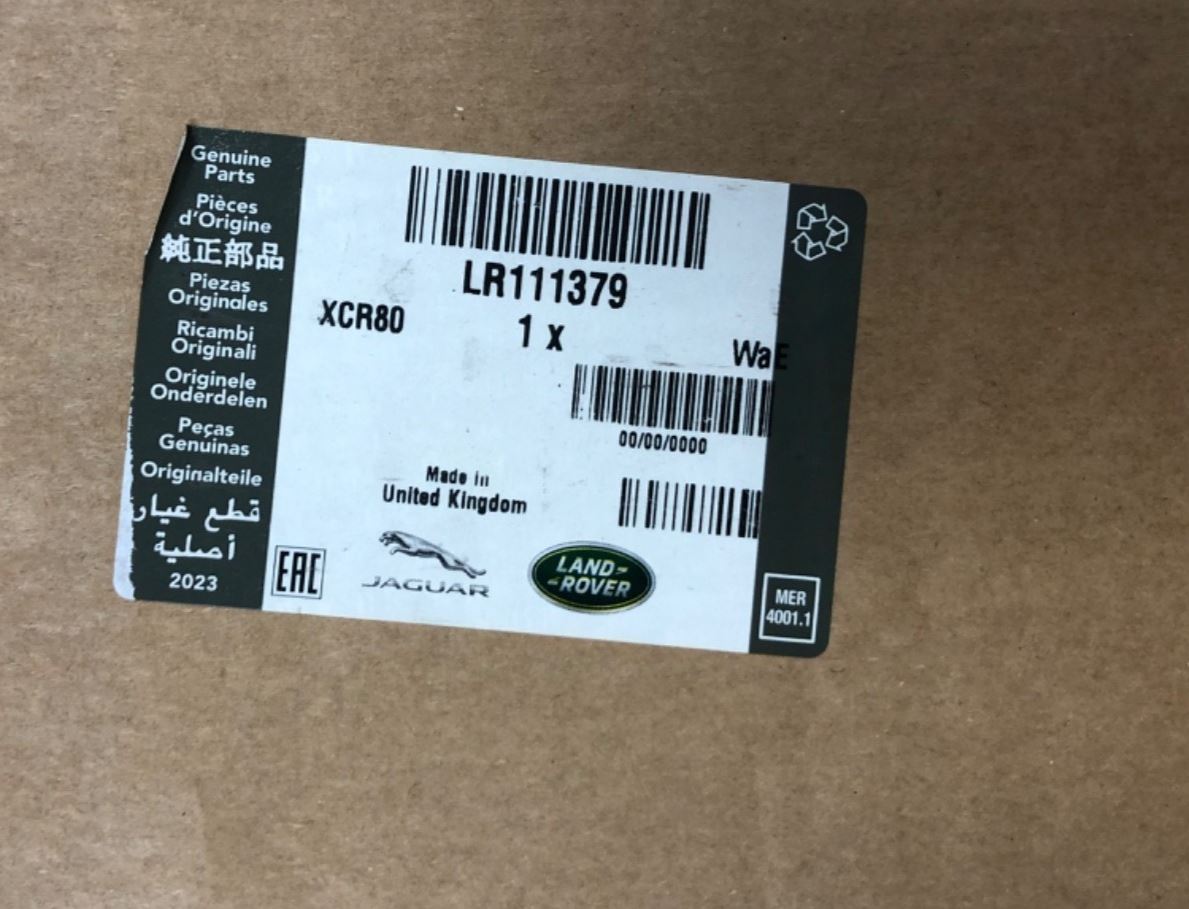 Genuine
Parts
Pièces
d'Origine
純正部品
Piezas
Originales
Ricambi
Originali
Originele
Onderdelen
Peças
Genuinas
Originalteile
قطع غيار
أصلية
2023
LR111379
XCR80
1 x
WaE
00/00/0000
Made in
United Kingdom
EAC
JAGUAR
LAND-
-ROVER
MER
4001.1